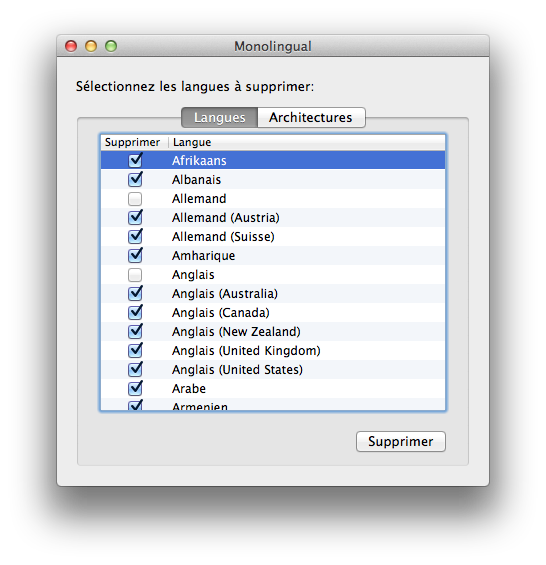 Monolingual
Sélectionnez les langues à supprimer:
Langues Architectures
Supprimer Langue
Afrikaans
Albanais
Allemand
Allemand (Austria)
Allemand (Suisse)
Amharique
Anglais
Anglais (Australia)
Anglais (Canada)
Anglais (New Zealand)
Anglais (United Kingdom)
Anglais (United States)
Arabe
Armenien
Supprimer